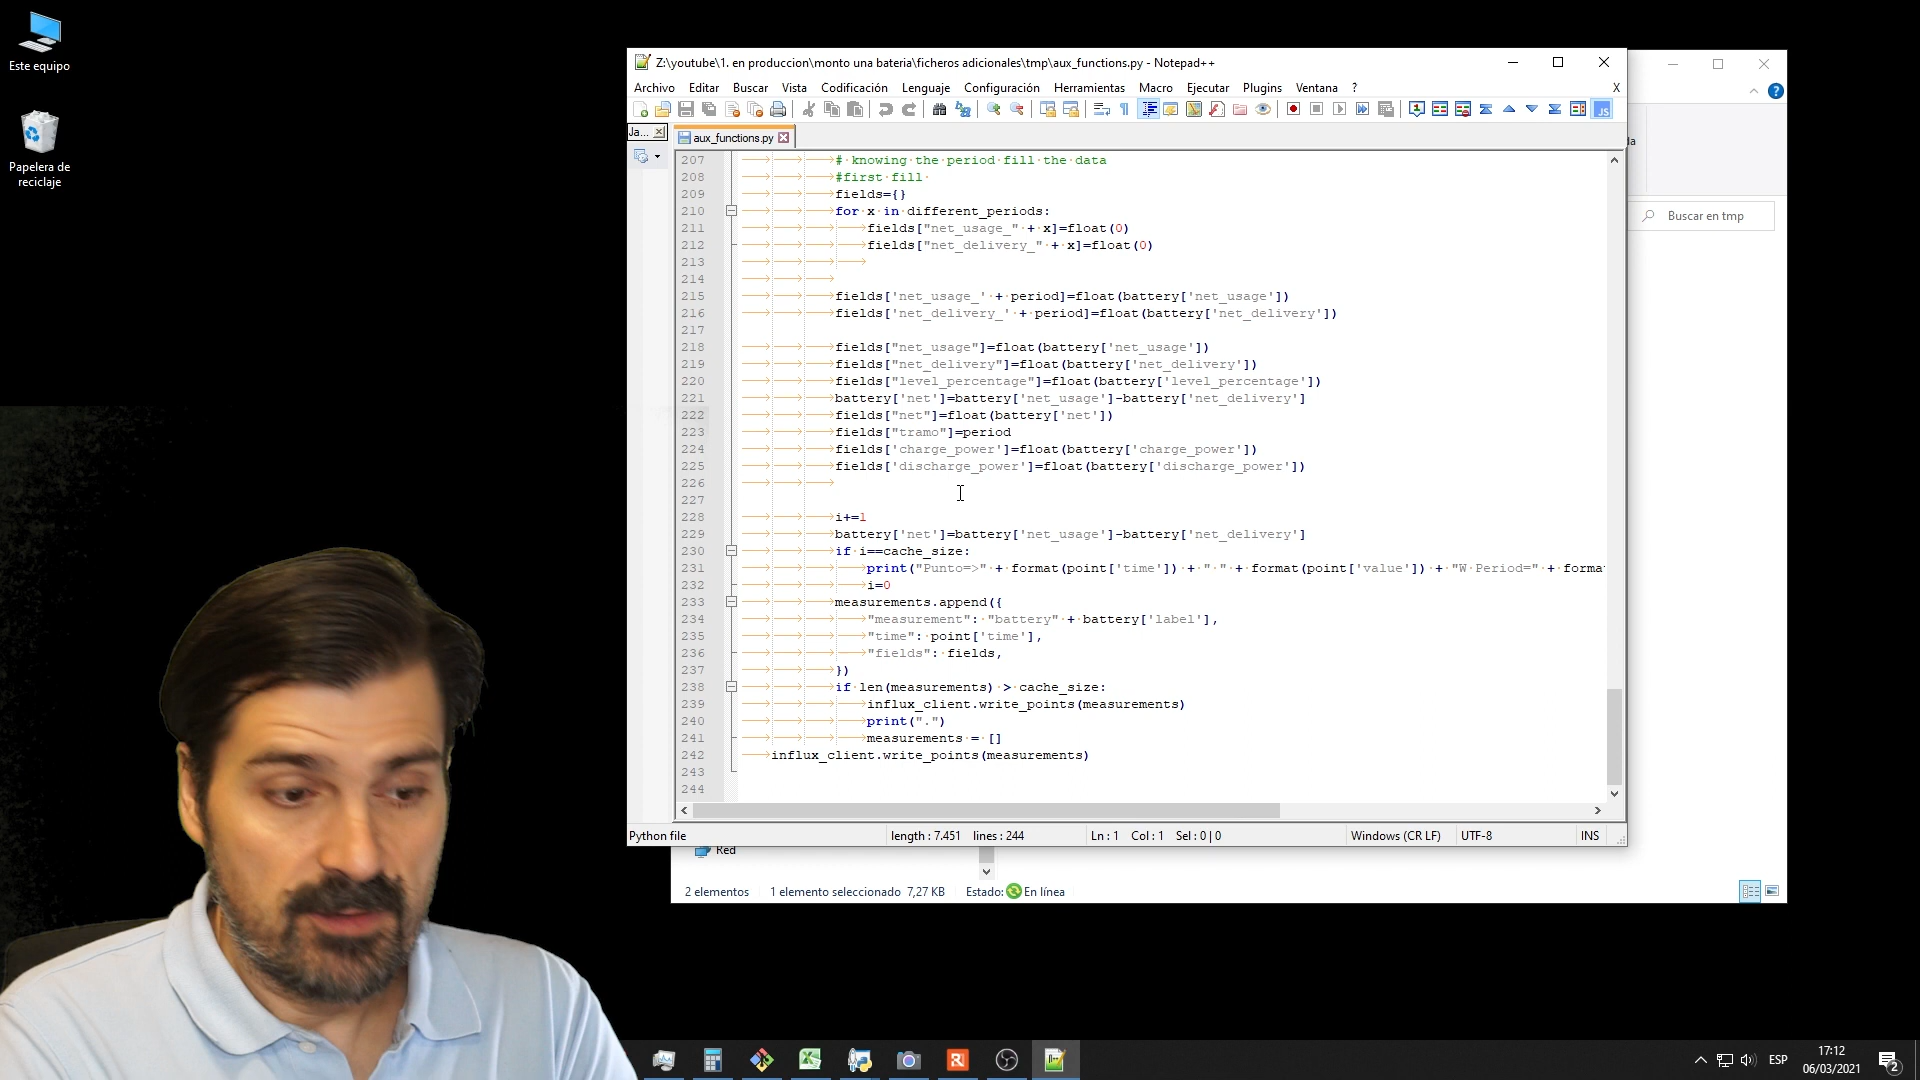 Este equipo
Papelera de
reciclaje
Z:\youtube\1. en produccion\monto una bateria\ficheros adicionales\tmp\aux_functions.py - Notepad++
Archivo Editar Buscar Vista Codificación Lenguaje Configuración Herramientas Macro Ejecutar Plugins Ventana ? X
Ja...
aux_functions.py
207 # knowing the period fill the data
208 #first fill
209 fields={}
210 for x in different_periods:
211 fields["net_usage_" + x]=float(0)
212 fields["net_delivery_" + x]=float(0)
213
214
215 fields['net_usage_' + period]=float(battery['net_usage'])
216 fields['net_delivery_' + period]=float(battery['net_delivery'])
217
218 fields["net_usage"]=float(battery['net_usage'])
219 fields["net_delivery"]=float(battery['net_delivery'])
220 fields["level_percentage"]=float(battery['level_percentage'])
221 battery['net']=battery['net_usage']-battery['net_delivery']
222 fields["net"]=float(battery['net'])
223 fields["tramo"]=period
224 fields['charge_power']=float(battery['charge_power'])
225 fields['discharge_power']=float(battery['discharge_power'])
226
227
228 i+=1
229 battery['net']=battery['net_usage']-battery['net_delivery']
230 if i==cache_size:
231 print("Punto=>" + format(point['time']) + " " + format(point['value']) + "W Period=" + forma
232 i=0
233 measurements.append({
234 "measurement": "battery" + battery['label'],
235 "time": point['time'],
236 "fields": fields,
237 })
238 if len(measurements) > cache_size:
239 influx_client.write_points(measurements)
240 print(".")
241 measurements = []
242 influx_client.write_points(measurements)
243
244
Python file length : 7.451 lines : 244 Ln : 1 Col : 1 Sel : 0 | 0 Windows (CR LF) UTF-8 INS
da
Buscar en tmp
Red
2 elementos 1 elemento seleccionado 7,27 KB Estado: En línea
ESP
17:12
06/03/2021
2